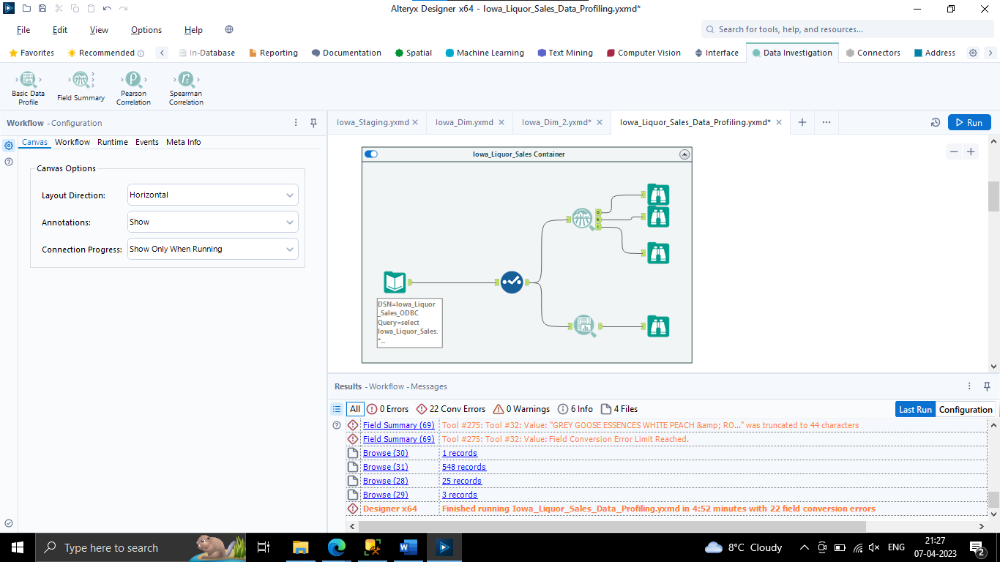 Alteryx Designer x64 - Iowa_Liquor_Sales_Data_Profiling.yxmd*
File Edit View Options Help
Search for tools, help, and resources...
Favorites Recommended In-Database Reporting Documentation Spatial Machine Learning Text Mining Computer Vision Interface Data Investigation Connectors Address
Basic Data Profile
Field Summary
Pearson Correlation
Spearman Correlation
Workflow - Configuration
Iowa_Staging.yxmd Iowa_Dim.yxmd Iowa_Dim_2.yxmd* Iowa_Liquor_Sales_Data_Profiling.yxmd* Run
Canvas Workflow Runtime Events Meta Info
Canvas Options
Layout Direction: Horizontal
Annotations: Show
Connection Progress: Show Only When Running
Iowa_Liquor_Sales Container
O
R
I
DSN=Iowa_Liquor
_Sales_ODBC
Query=select
Iowa_Liquor_Sales.
*...
Results - Workflow - Messages
All 0 Errors 22 Conv Errors 0 Warnings 6 Info 4 Files Last Run Configuration
Field Summary (69) Tool #275: Tool #32: Value: "GREY GOOSE ESSENCES WHITE PEACH &amp; RO..." was truncated to 44 characters
Field Summary (69) Tool #275: Tool #32: Value: Field Conversion Error Limit Reached.
Browse (30) 1 records
Browse (31) 548 records
Browse (28) 25 records
Browse (29) 3 records
Designer x64 Finished running Iowa_Liquor_Sales_Data_Profiling.yxmd in 4:52 minutes with 22 field conversion errors
Type here to search
8°C Cloudy
ENG
21:27
07-04-2023
2